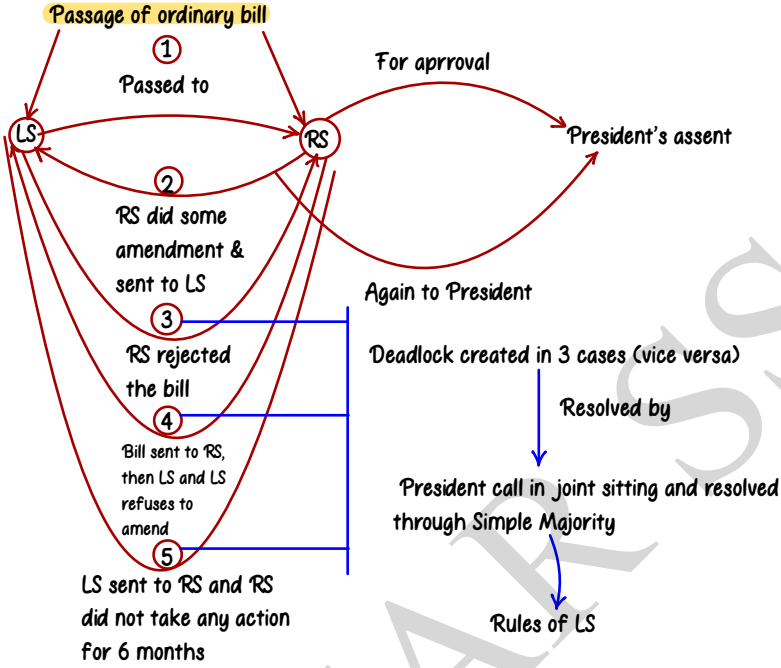 Passage of ordinary bill
1
Passed to
For aprroval
LS
RS
President's assent
2
RS did some
amendment &
sent to LS
Again to President
3
RS rejected
the bill
Deadlock created in 3 cases (vice versa)
Resolved by
4
Bill sent to RS,
then LS and LS
refuses to
amend
President call in joint sitting and resolved
through Simple Majority
5
LS sent to RS and RS
did not take any action
for 6 months
Rules of LS
AR SS